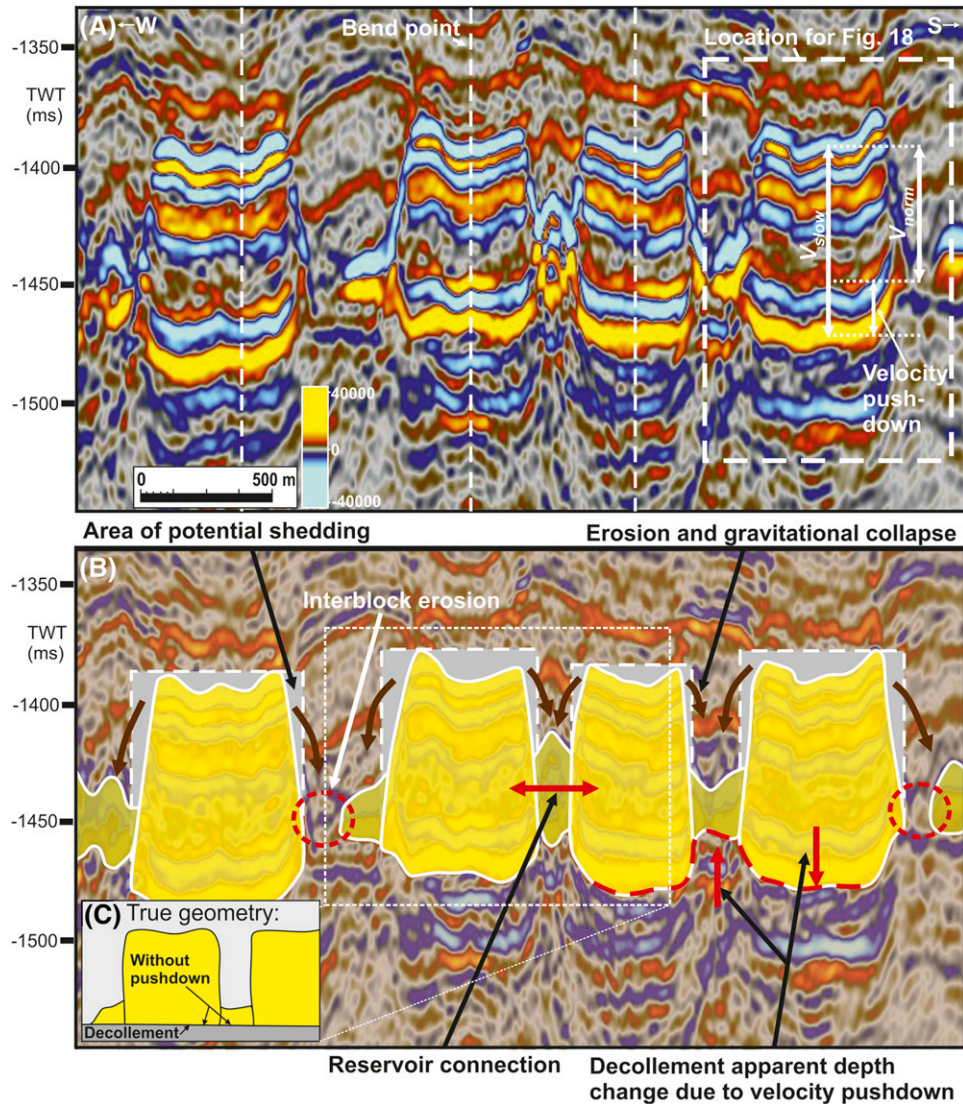 (A)
←W
Bend point
Location for Fig. 18
S→
-1350
TWT
(ms)
-1400
-1450
-1500
V slow
V norm
Velocity
push-
down
40000
0
-40000
0
500 m
Area of potential shedding
Erosion and gravitational collapse
(B)
-1350
TWT
(ms)
-1400
-1450
-1500
Interblock erosion
(C)
True geometry:
Without
pushdown
Decollement
Reservoir connection
Decollement apparent depth
change due to velocity pushdown